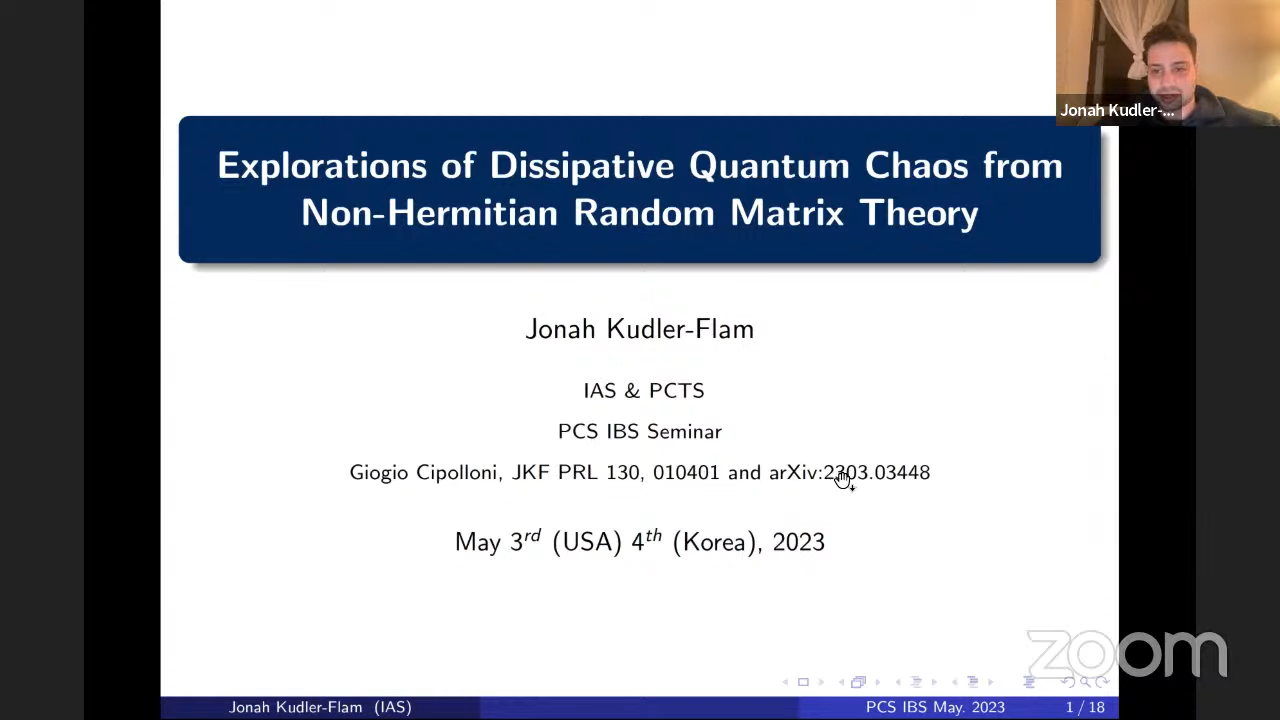 Jonah Kudler-...
Explorations of Dissipative Quantum Chaos from
Non-Hermitian Random Matrix Theory
Jonah Kudler-Flam
IAS & PCTS
PCS IBS Seminar
Giogio Cipolloni, JKF PRL 130, 010401 and arXiv:2303.03448
May 3rd (USA) 4th (Korea), 2023
zoom
Jonah Kudler-Flam (IAS) PCS IBS May. 2023 1 / 18